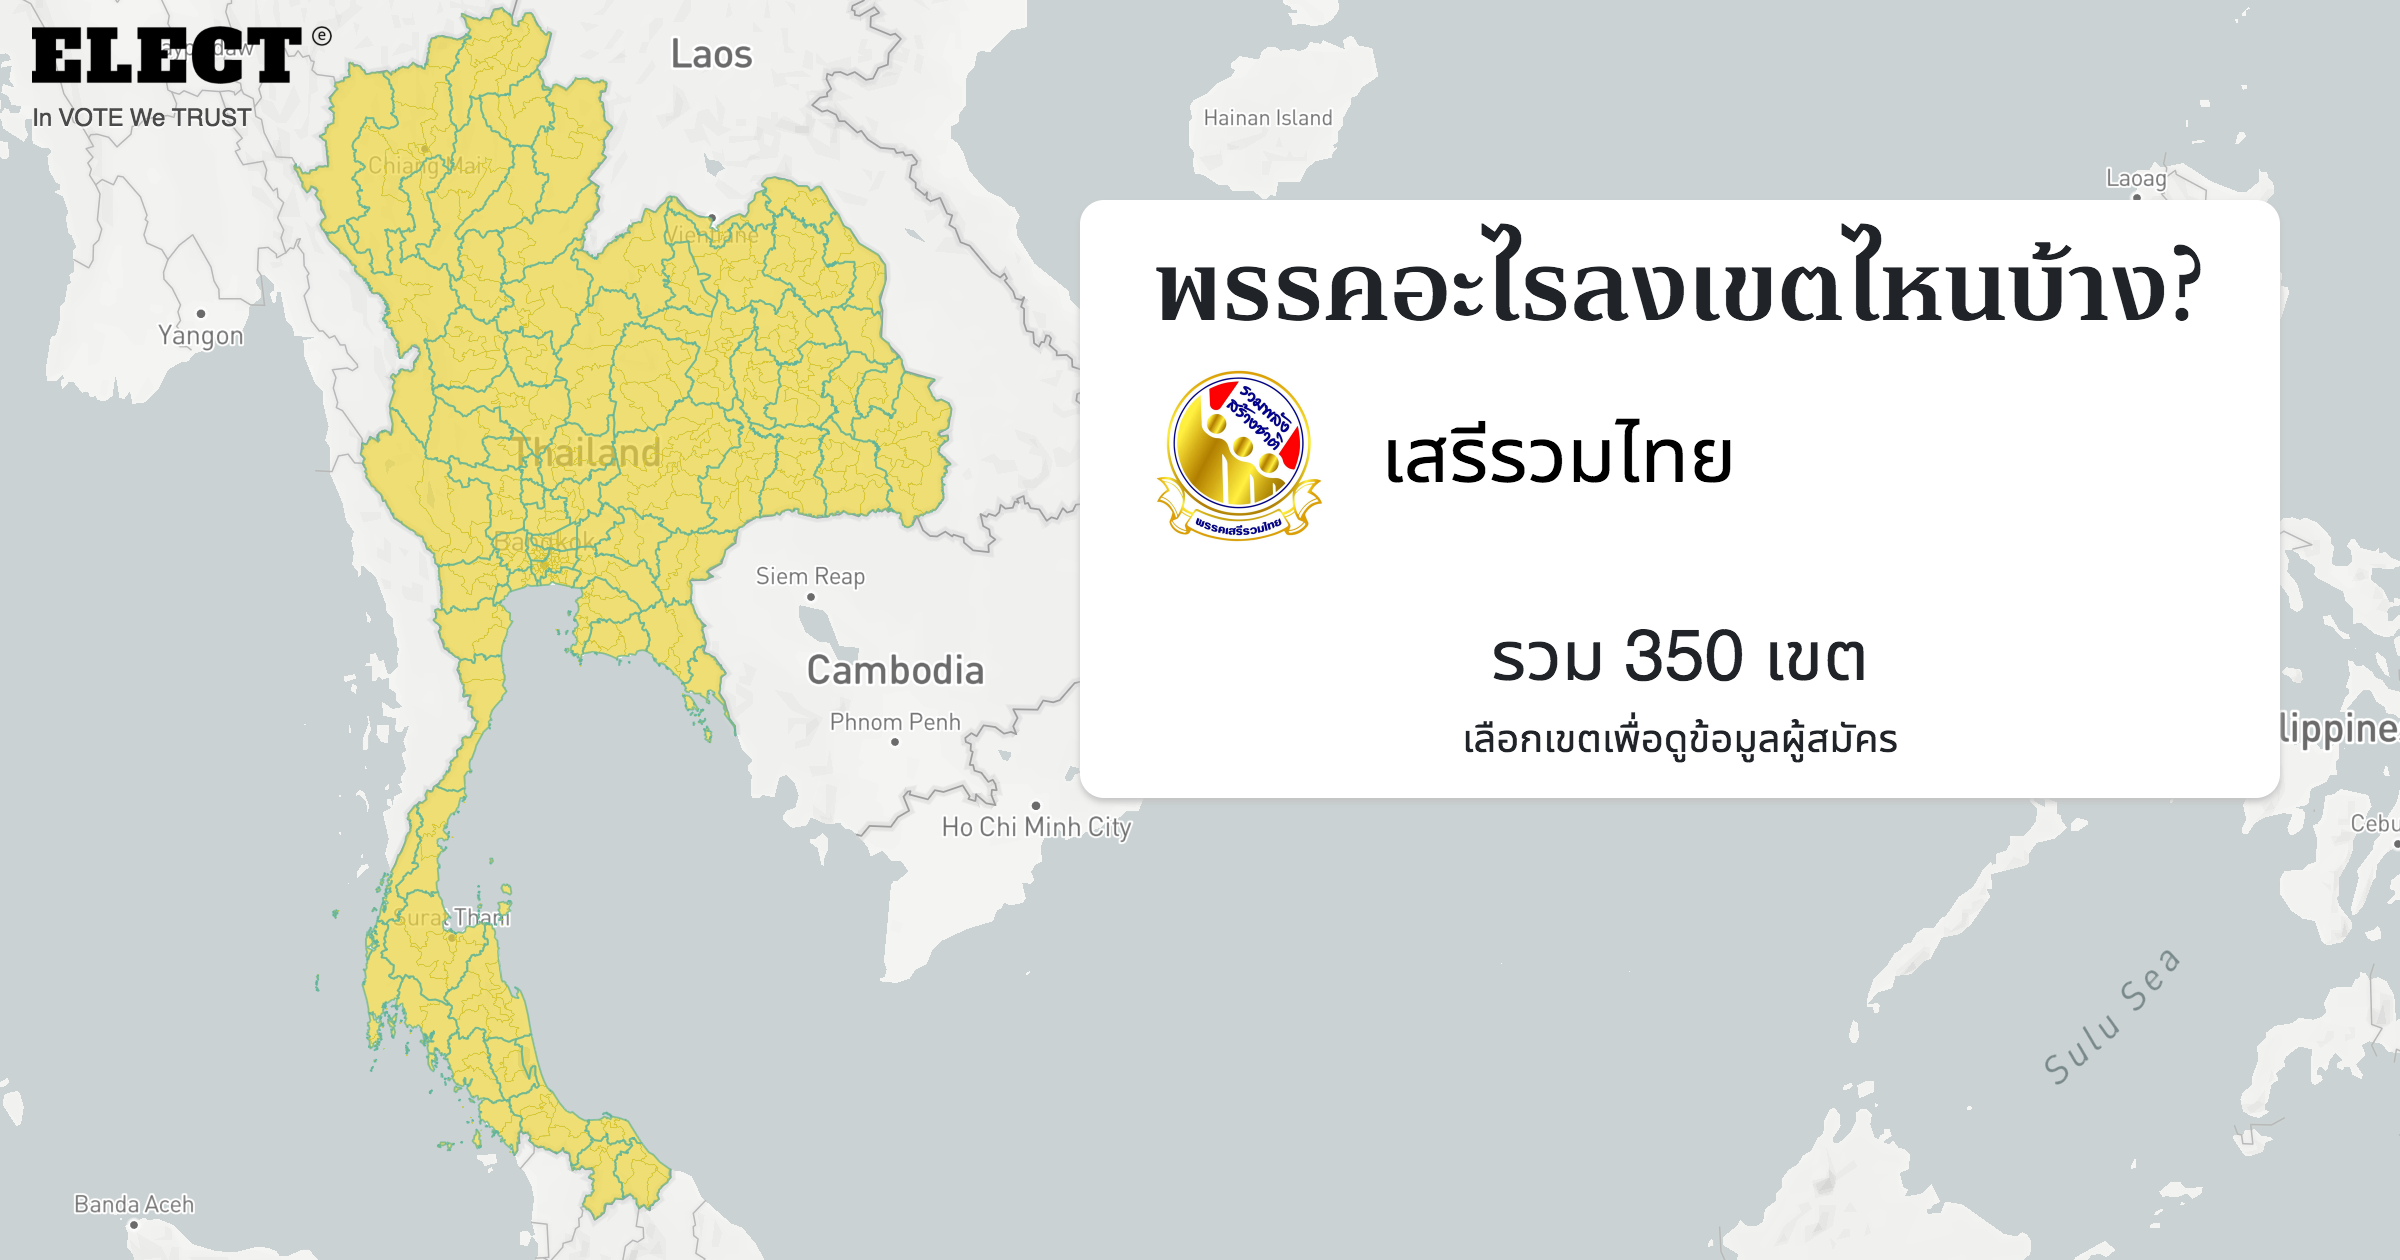 ELECT ⓔ
In VOTE We TRUST
Laos
Hainan Island
Laoag
Chiang Mai
Vientiane
Yangon
Thailand
Bangkok
Siem Reap
Cambodia
Phnom Penh
Ho Chi Minh City
Surat Thani
Banda Aceh
พรรคอะไรลงเขตไหนบ้าง?
รวมพลัง
สร้างชาติ
พรรคเสรีรวมไทย
เสรีรวมไทย
รวม 350 เขต
เลือกเขตเพื่อดูข้อมูลผู้สมัคร
lippine
Cebu
Sulu Sea